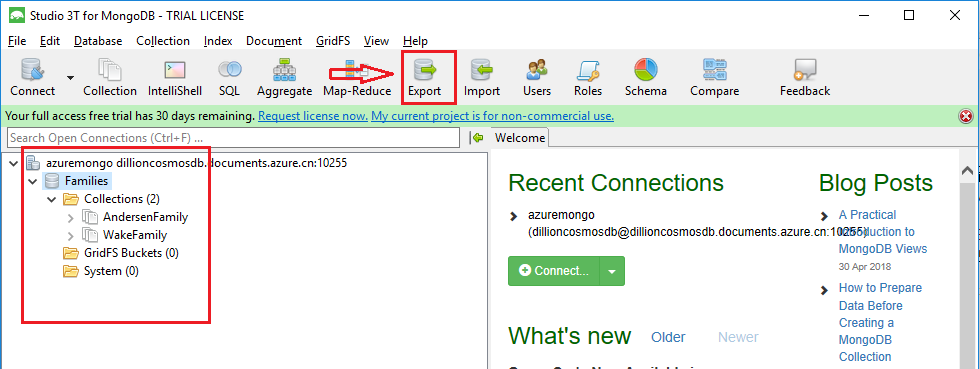 Studio 3T for MongoDB - TRIAL LICENSE
File Edit Database Collection Index Document GridFS View Help
Connect Collection IntelliShell SQL Aggregate Map-Reduce Export Import Users Roles Schema Compare Feedback
Your full access free trial has 30 days remaining. Request license now. My current project is for non-commercial use.
Search Open Connections (Ctrl+F) ...
azuremongo dillioncosmosdb.documents.azure.cn:10255
Families
Collections (2)
AndersenFamily
WakeFamily
GridFS Buckets (0)
System (0)
Welcome
Recent Connections
azuremongo
(dillioncosmosdb@dillioncosmosdb.documents.azure.cn:10255)
Connect...
What's new Older Newer
Blog Posts
A Practical
Introduction to
MongoDB Views
30 Apr 2018
How to Prepare
Data Before
Creating a
MongoDB
Collection